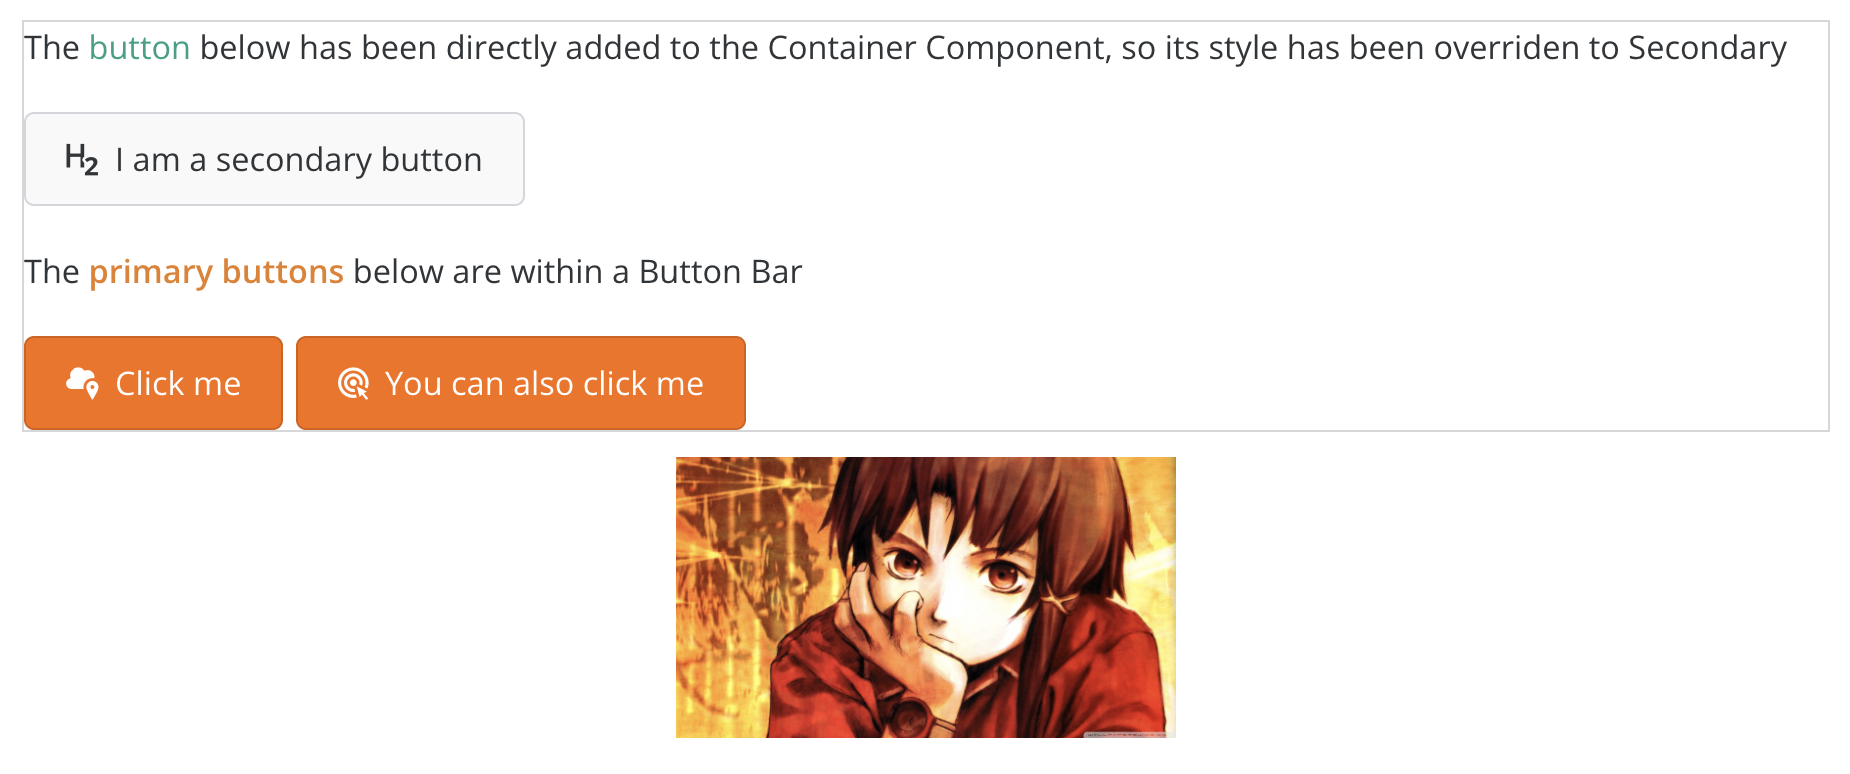 The button below has been directly added to the Container Component, so its style has been overriden to Secondary
H2 I am a secondary button
The primary buttons below are within a Button Bar
Click me
You can also click me